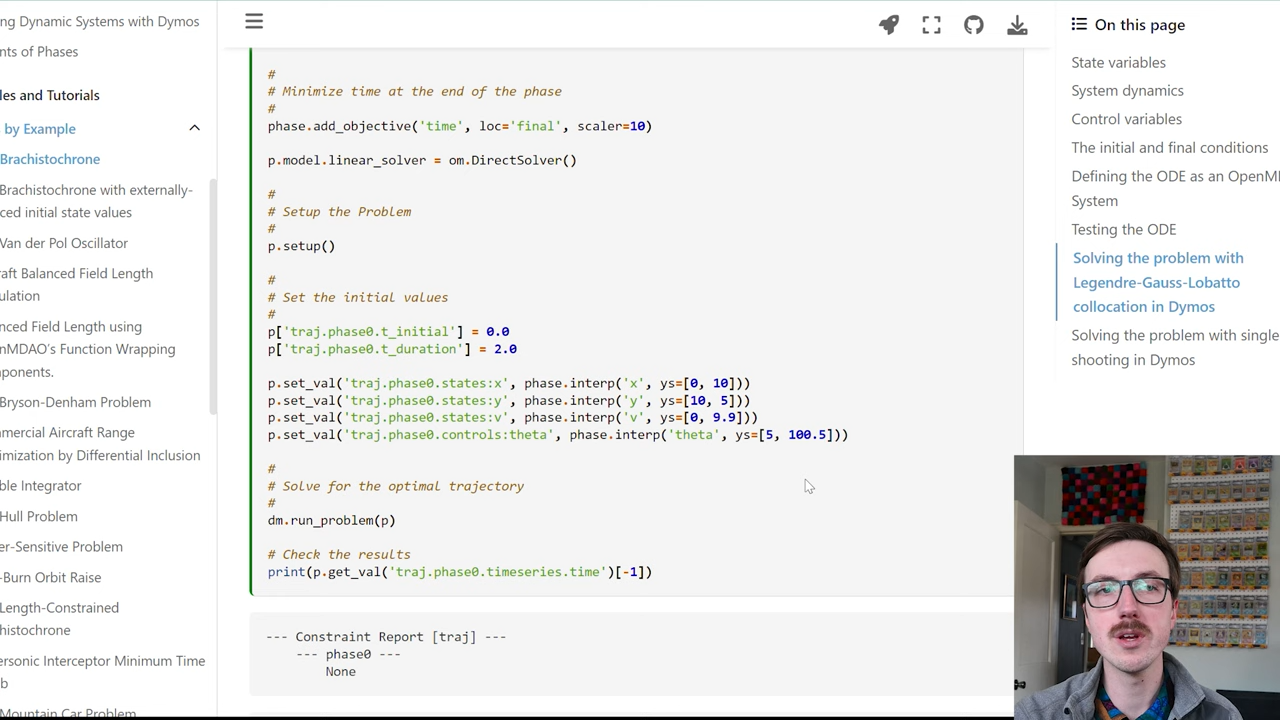 ng Dynamic Systems with Dymos
nts of Phases
les and Tutorials
by Example
Brachistochrone
Brachistochrone with externally-
ced initial state values
Van der Pol Oscillator
raft Balanced Field Length
ulation
nced Field Length using
nMDAO's Function Wrapping
ponents.
Bryson-Denham Problem
mmercial Aircraft Range
imization by Differential Inclusion
ble Integrator
Hull Problem
er-Sensitive Problem
-Burn Orbit Raise
Length-Constrained
histochrone
ersonic Interceptor Minimum Time
b
Mountain Car Problem
#
# Minimize time at the end of the phase
#
phase.add_objective('time', loc='final', scaler=10)
p.model.linear_solver = om.DirectSolver()
#
# Setup the Problem
#
p.setup()
#
# Set the initial values
#
p['traj.phase0.t_initial'] = 0.0
p['traj.phase0.t_duration'] = 2.0
p.set_val('traj.phase0.states:x', phase.interp('x', ys=[0, 10]))
p.set_val('traj.phase0.states:y', phase.interp('y', ys=[10, 5]))
p.set_val('traj.phase0.states:v', phase.interp('v', ys=[0, 9.9]))
p.set_val('traj.phase0.controls:theta', phase.interp('theta', ys=[5, 100.5]))
#
# Solve for the optimal trajectory
#
dm.run_problem(p)
# Check the results
print(p.get_val('traj.phase0.timeseries.time')[-1])
--- Constraint Report [traj] ---
--- phase0 ---
None
On this page
State variables
System dynamics
Control variables
The initial and final conditions
Defining the ODE as an OpenM
System
Testing the ODE
Solving the problem with
Legendre-Gauss-Lobatto
collocation in Dymos
Solving the problem with single
shooting in Dymos